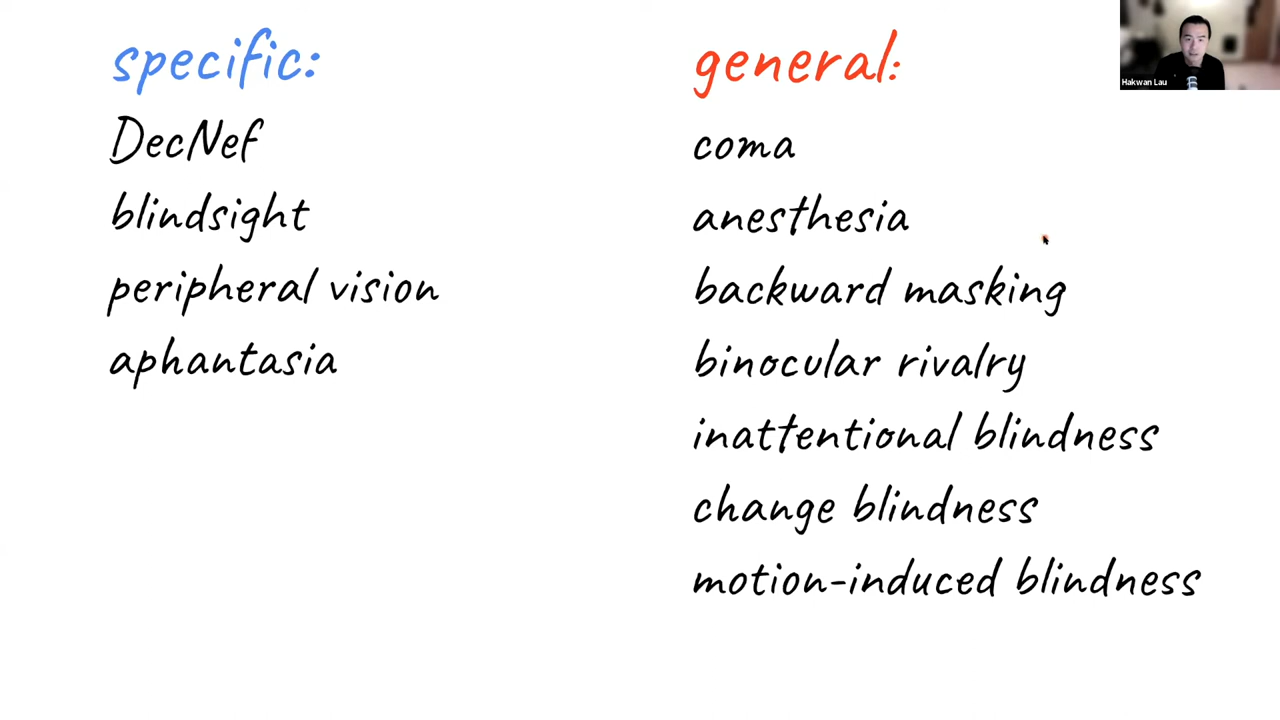 specific:
DecNef
blindsight
peripheral vision
aphantasia
general:
coma
anesthesia
backward masking
binocular rivalry
inattentional blindness
change blindness
motion-induced blindness
Hakwan Lau